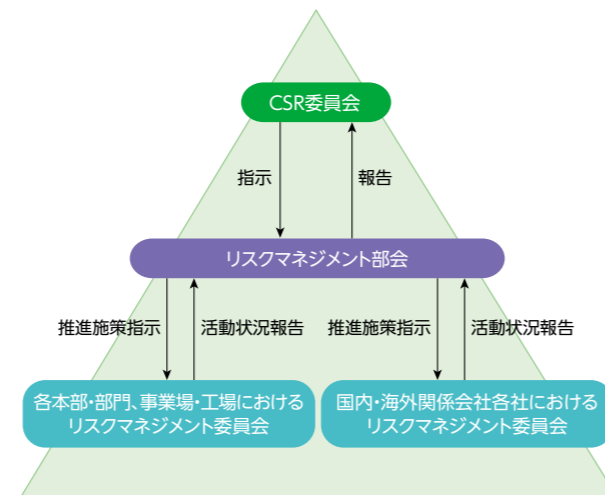 CSR委員会
指示
報告
リスクマネジメント部会
推進施策指示
活動状況報告
推進施策指示
活動状況報告
各本部・部門、事業場・工場における
リスクマネジメント委員会
国内・海外関係会社各社における
リスクマネジメント委員会